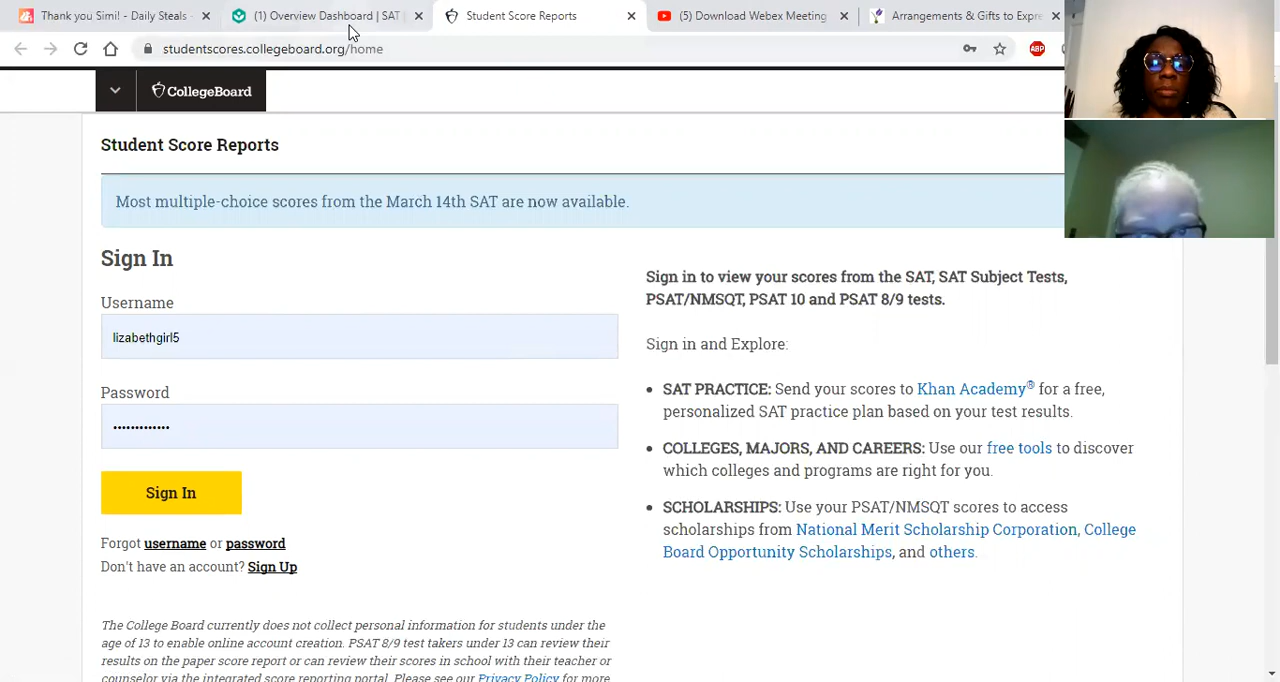 Thank you Simi! - Daily Steals -
(1) Overview Dashboard | SAT
Student Score Reports
(5) Download Webex Meeting
Arrangements & Gifts to Expre
studentscores.collegeboard.org/home
ABP
CollegeBoard
Student Score Reports
Most multiple-choice scores from the March 14th SAT are now available.
Sign In
Username
lizabethgirl5
Password
•••••••••••••
Sign In
Forgot username or password
Don't have an account? Sign Up
The College Board currently does not collect personal information for students under the
age of 13 to enable online account creation. PSAT 8/9 test takers under 13 can review their
results on the paper score report or can review their scores in school with their teacher or
counselor via the integrated score reporting portal. Please see our Privacy Policy for more
Sign in to view your scores from the SAT, SAT Subject Tests,
PSAT/NMSQT, PSAT 10 and PSAT 8/9 tests.
Sign in and Explore:
• SAT PRACTICE: Send your scores to Khan Academy® for a free,
personalized SAT practice plan based on your test results.
• COLLEGES, MAJORS, AND CAREERS: Use our free tools to discover
which colleges and programs are right for you.
• SCHOLARSHIPS: Use your PSAT/NMSQT scores to access
scholarships from National Merit Scholarship Corporation, College
Board Opportunity Scholarships, and others.